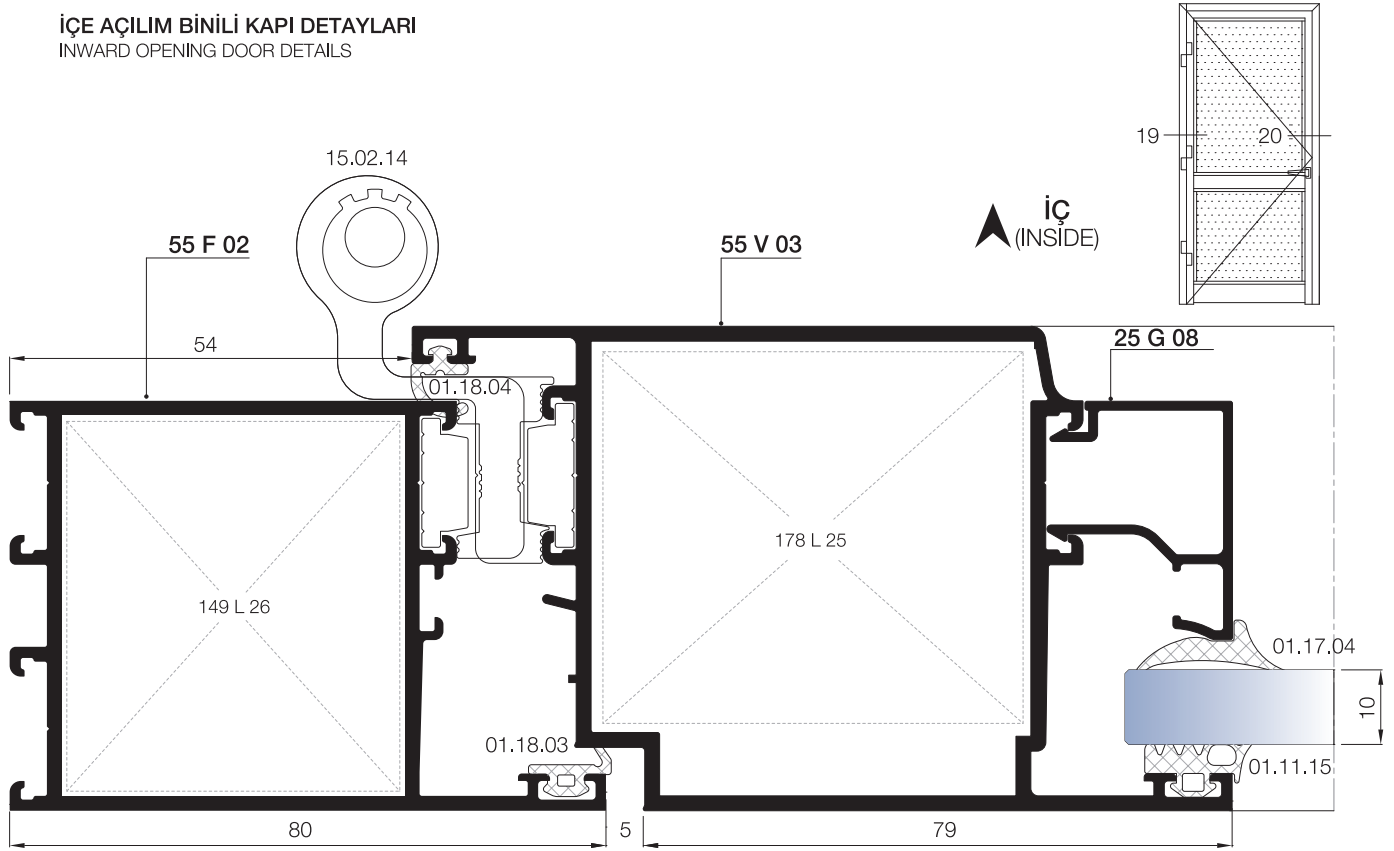 İÇE AÇILIM BİNİLİ KAPI DETAYLARI
INWARD OPENING DOOR DETAILS
19
20
15.02.14
İÇ
(INSIDE)
55 F 02
55 V 03
25 G 08
54
01.18.04
178 L 25
149 L 26
01.17.04
10
01.18.03
01.11.15
80
5
79